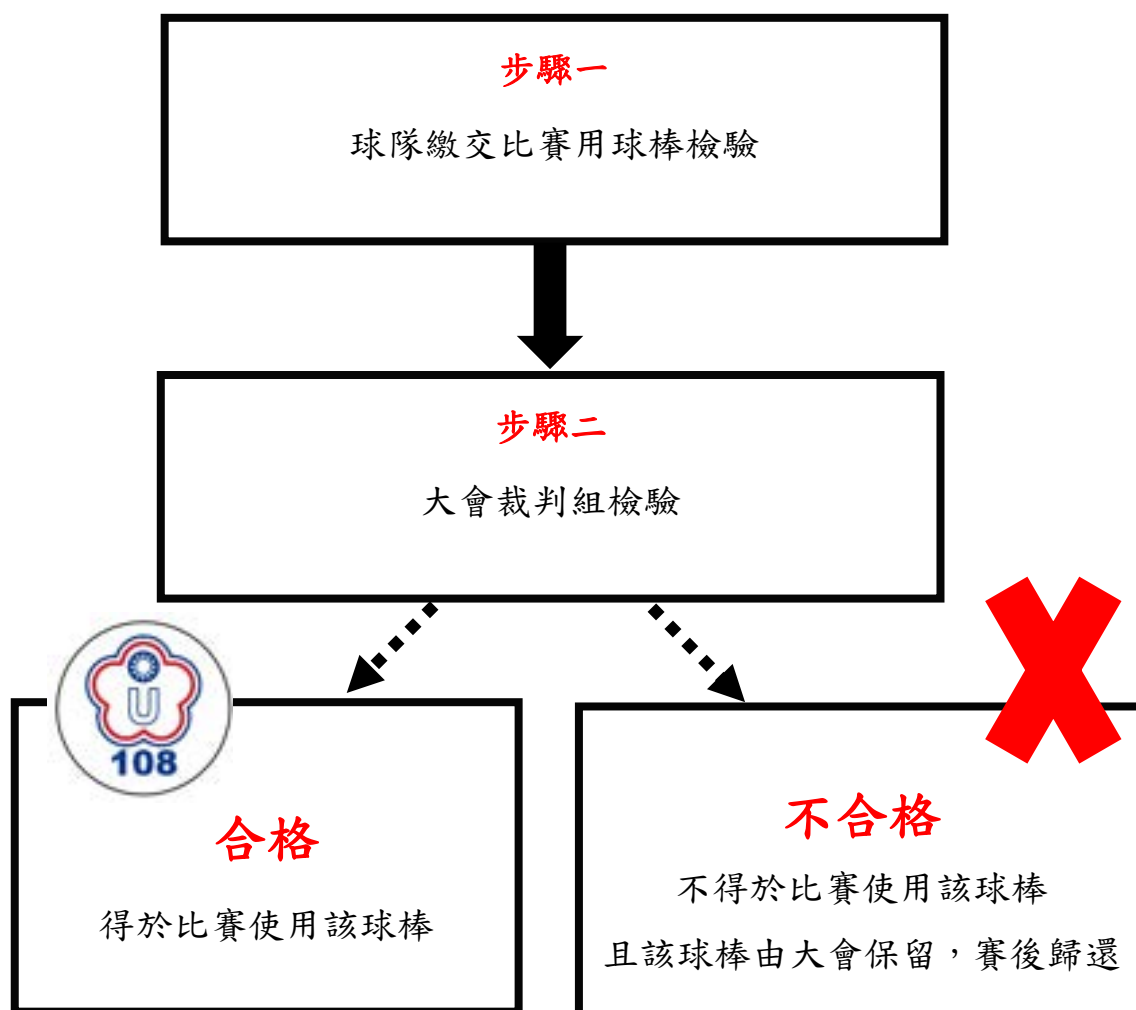 步驟一
球隊繳交比賽用球棒檢驗
步驟二
大會裁判組檢驗
U
108
合格
得於比賽使用該球棒
不合格
不得於比賽使用該球棒
且該球棒由大會保留，賽後歸還